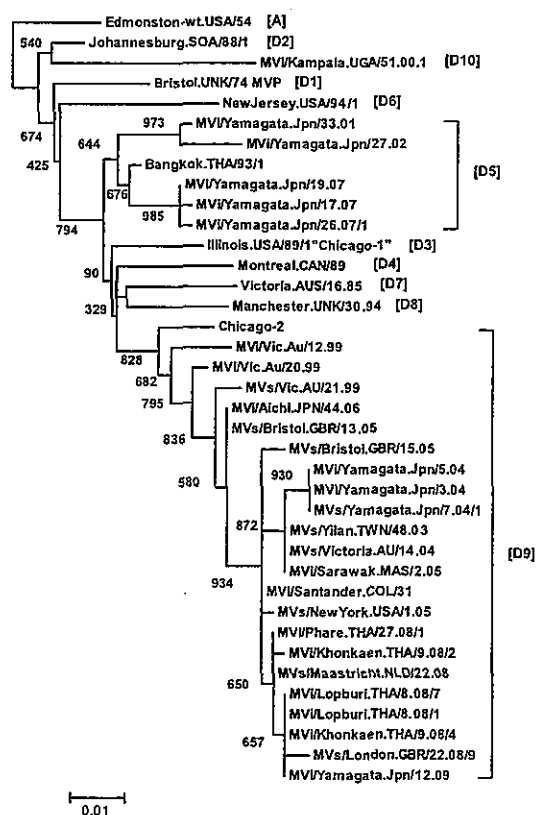 Edmonston-wt.USA/54 [A]
540
Johannesburg.SOA/88/1 [D2]
MVi/Kampala.UGA/51.00.1 [D10]
Bristol.UNK/74 MVP [D1]
NewJersey.USA/94/1 [D6]
674
425
644
973
MVi/Yamagata.Jpn/33.01
MVi/Yamagata.Jpn/27.02
Bangkok.THA/93/1
[D5]
676
MVi/Yamagata.Jpn/19.07
985
MVi/Yamagata.Jpn/17.07
MVi/Yamagata.Jpn/26.07/1
794
Illinois.USA/89/1"Chicago-1" [D3]
90
Montreal.CAN/89 [D4]
Victoria.AUS/16.85 [D7]
329
Manchester.UNK/30.94 [D8]
Chicago-2
828
MVi/Vic.Au/12.99
682
MVi/Vic.Au/20.99
795
MVs/Vic.AU/21.99
MVi/Aichi.JPN/44.06
MVs/Bristol.GBR/13.05
836
MVs/Bristol.GBR/15.05
930
MVi/Yamagata.Jpn/5.04
580
MVi/Yamagata.Jpn/3.04
MVs/Yamagata.Jpn/7.04/1
872
MVs/Yilan.TWN/48.03
MVs/Victoria.AU/14.04
[D9]
MVi/Sarawak.MAS/2.05
934
MVi/Santander.COL/31
MVs/NewYork.USA/1.05
MVi/Phare.THA/27.08/1
MVi/Khonkaen.THA/9.08/2
MVs/Maastricht.NLD/22.08
650
MVi/Lopburi.THA/8.08/7
MVi/Lopburi.THA/8.08/1
MVi/Khonkaen.THA/9.08/4
657
MVs/London.GBR/22.08/9
MVi/Yamagata.Jpn/12.09
0.01